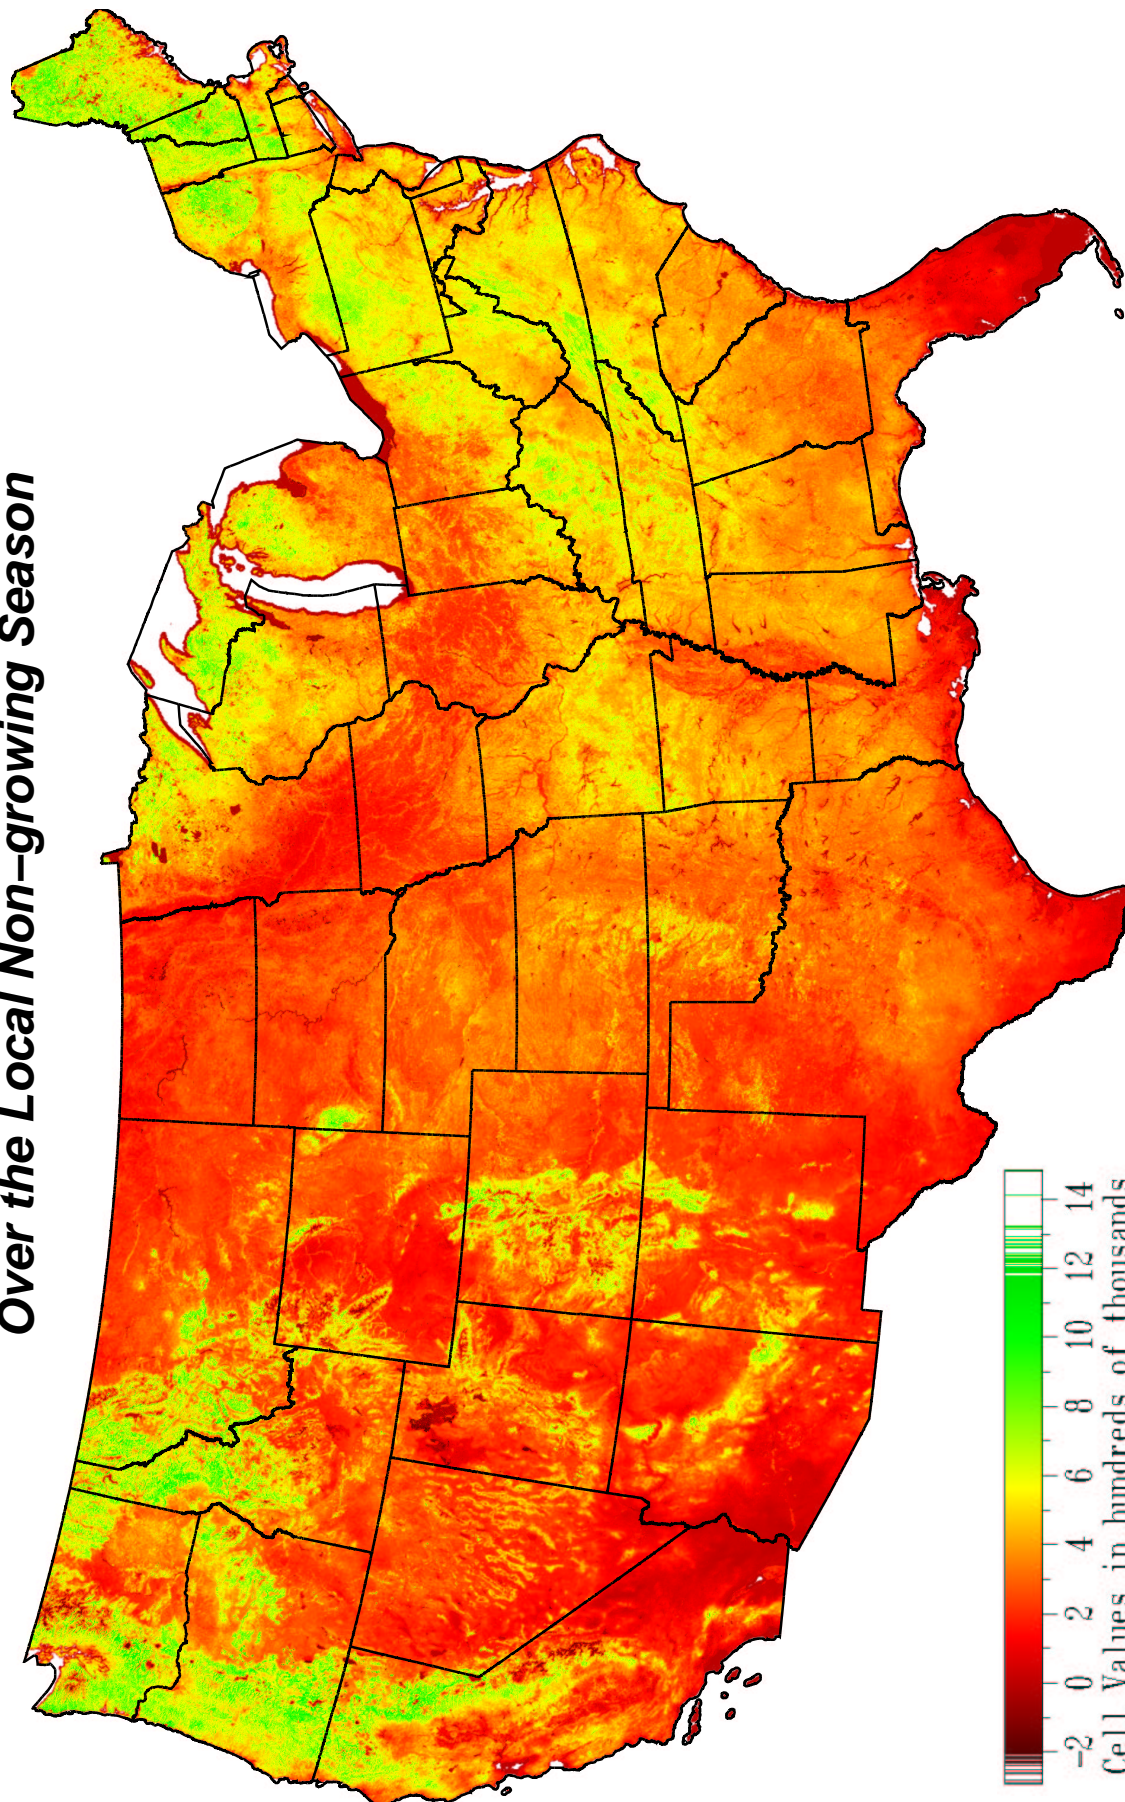 Over the Local Non–growing Season
-2 0 2 4 6 8 10 12 14
Cell Values in hundreds of thousands